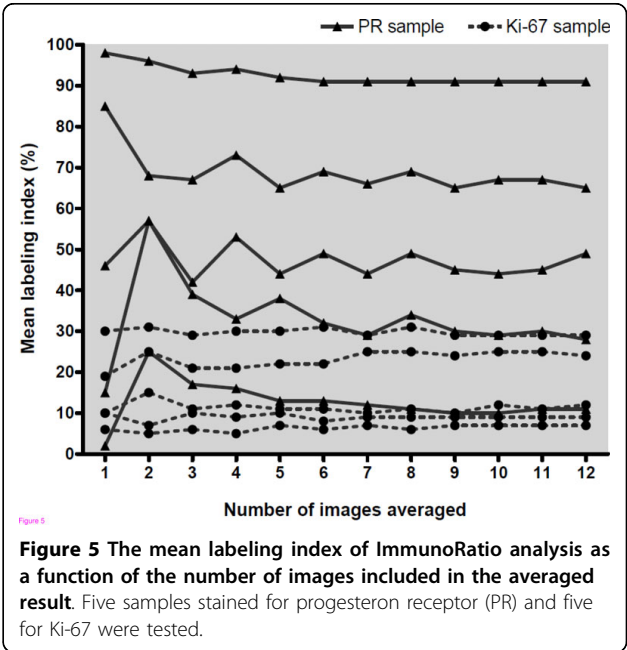 PR sample Ki-67 sample
100
90
80
70
60
50
40
30
20
10
0
Mean labeling index (%)
1 2 3 4 5 6 7 8 9 10 11 12
Number of images averaged
Figure 5
Figure 5 The mean labeling index of ImmunoRatio analysis as
a function of the number of images included in the averaged
result. Five samples stained for progesteron receptor (PR) and five
for Ki-67 were tested.